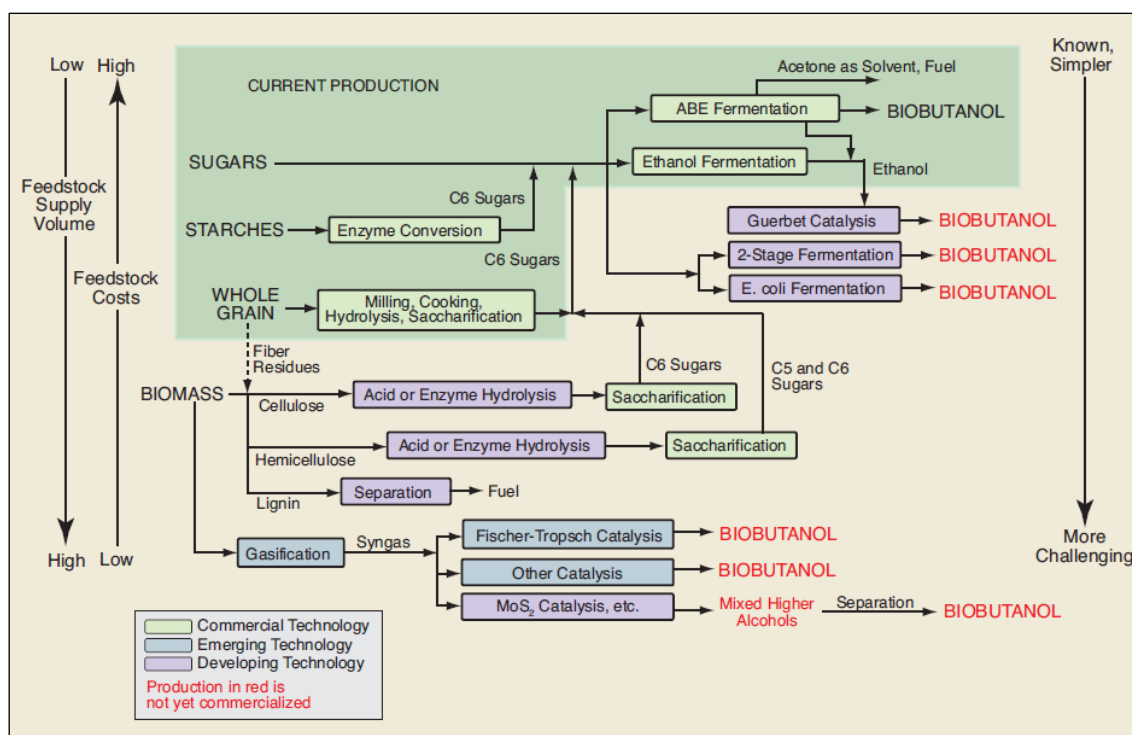 Low High
Known,
Simpler
CURRENT PRODUCTION
Acetone as Solvent, Fuel
ABE Fermentation
BIOBUTANOL
SUGARS
Ethanol Fermentation
Ethanol
Feedstock
Supply
Volume
C6 Sugars
Guerbet Catalysis
BIOBUTANOL
STARCHES
Enzyme Conversion
2-Stage Fermentation
BIOBUTANOL
C6 Sugars
Feedstock
Costs
E. coli Fermentation
BIOBUTANOL
WHOLE
GRAIN
Milling, Cooking,
Hydrolysis, Saccharification
Fiber
Residues
C6 Sugars
C5 and C6
Sugars
BIOMASS
Cellulose
Acid or Enzyme Hydrolysis
Saccharification
Hemicellulose
Acid or Enzyme Hydrolysis
Saccharification
Lignin
Separation
Fuel
High Low
More
Challenging
Gasification
Syngas
Fischer-Tropsch Catalysis
BIOBUTANOL
Other Catalysis
BIOBUTANOL
MoS2 Catalysis, etc.
Mixed Higher
Alcohols
Separation
BIOBUTANOL
Commercial Technology
Emerging Technology
Developing Technology
Production in red is
not yet commercialized